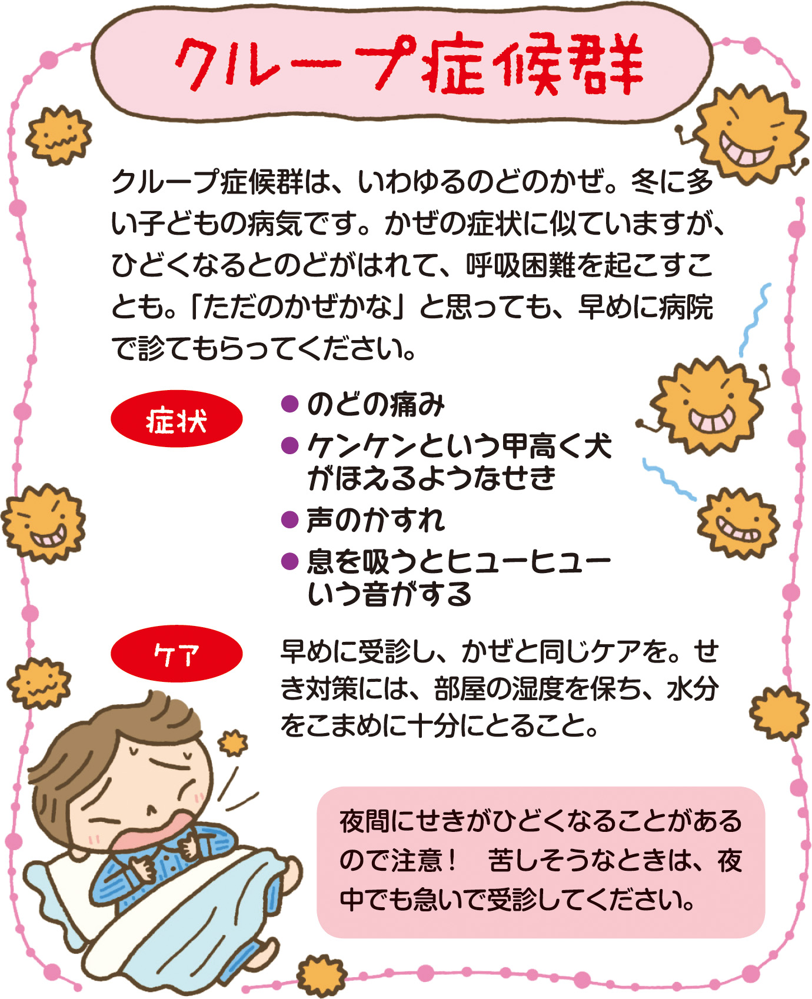 クループ症候群
クループ症候群は、いわゆるのどのかぜ。冬に多
い子どもの病気です。かぜの症状に似ていますが、
ひどくなるとのどがはれて、呼吸困難を起こすこ
とも。「ただのかぜかな」と思っても、早めに病院
で診てもらってください。
症状
● のどの痛み
● ケンケンという甲高く犬
がほえるようなせき
● 声のかすれ
● 息を吸うとヒューヒュー
いう音がする
ケア
早めに受診し、かぜと同じケアを。せ
き対策には、部屋の湿度を保ち、水分
をこまめに十分にとること。
夜間にせきがひどくなることがある
ので注意！　苦しそうなときは、夜
中でも急いで受診してください。